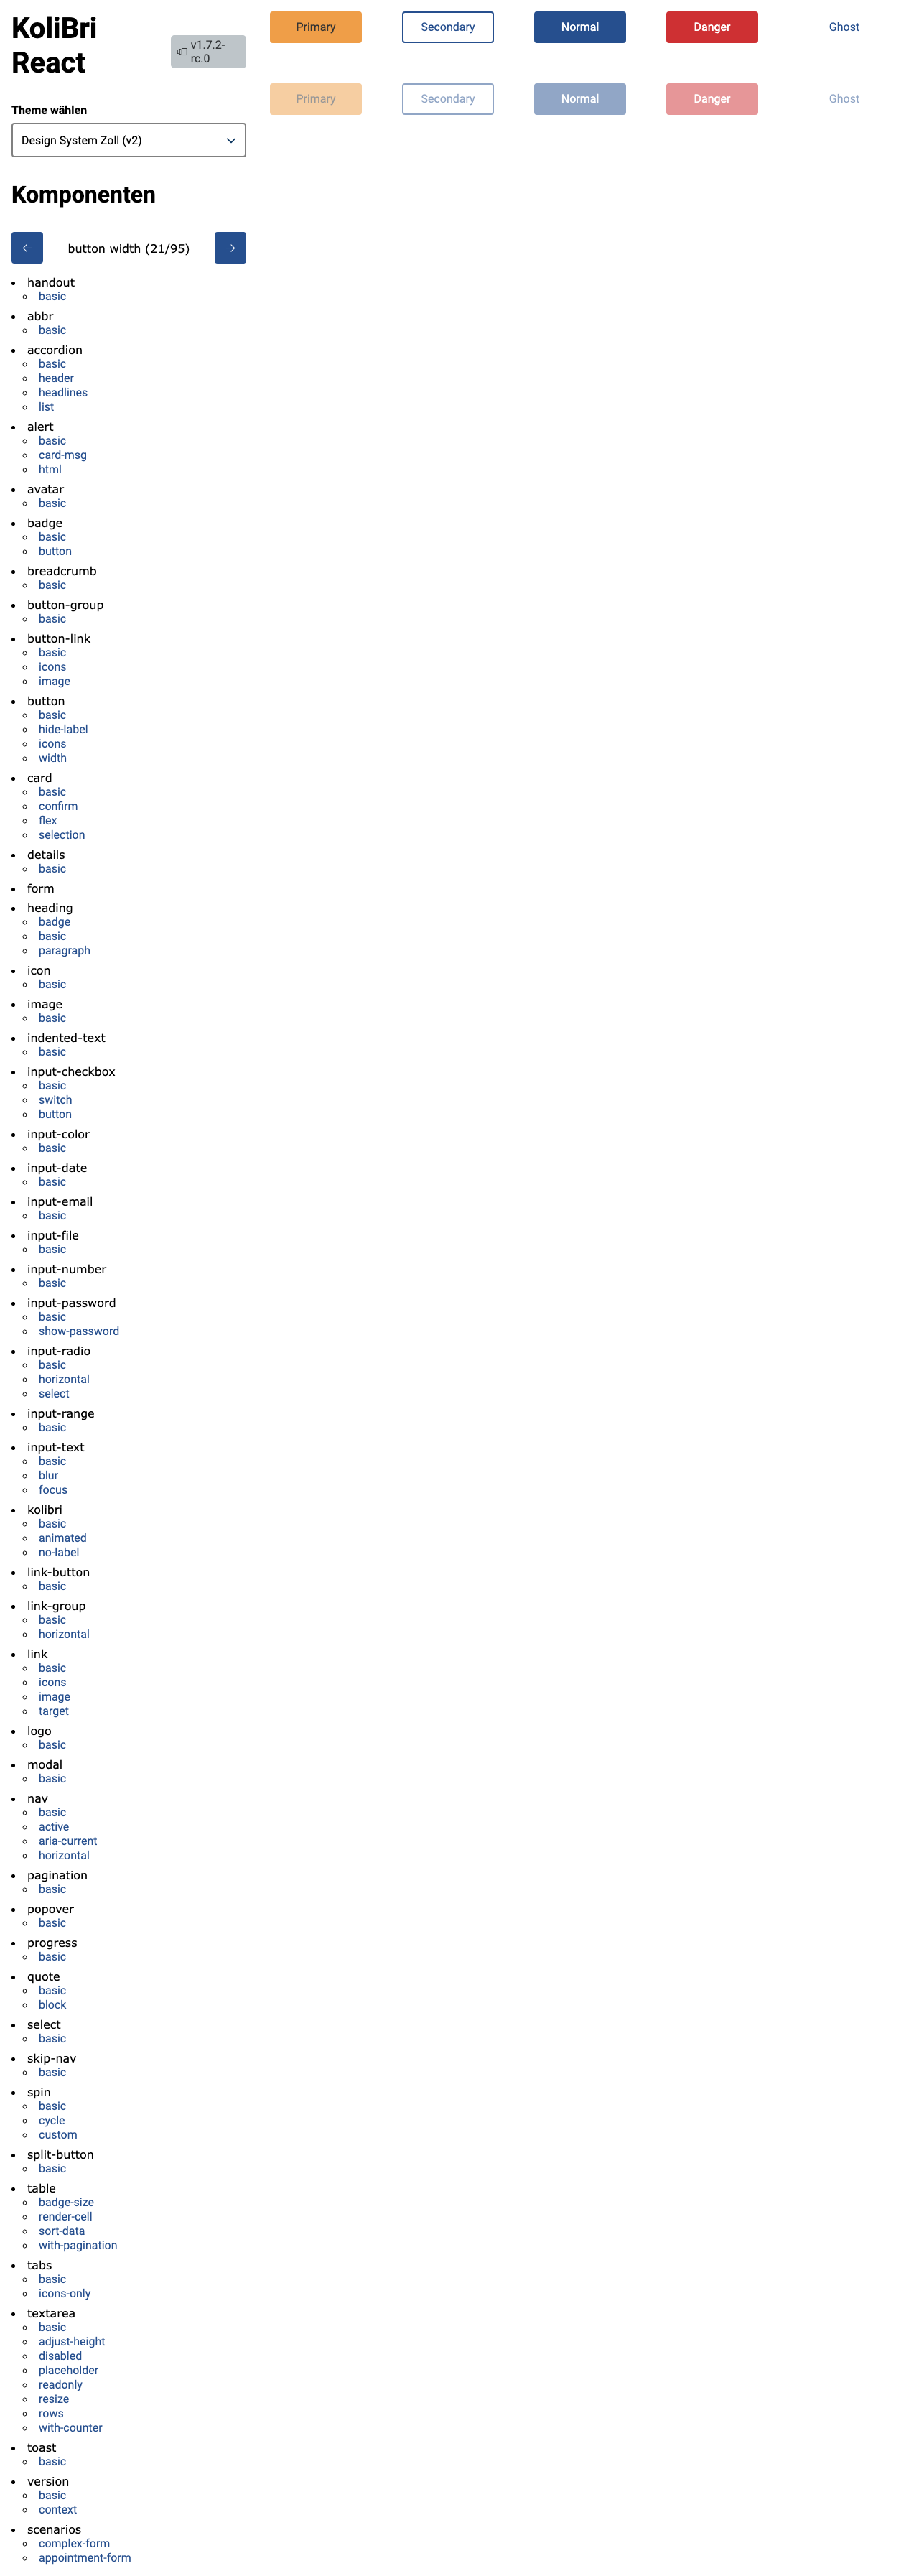 KoliBri
React
v1.7.2-
rc.0
Theme wählen
Design System Zoll (v2)
Komponenten
button width (21/95)
handout
basic
abbr
basic
accordion
basic
header
headlines
list
alert
basic
card-msg
html
avatar
basic
badge
basic
button
breadcrumb
basic
button-group
basic
button-link
basic
icons
image
button
basic
hide-label
icons
width
card
basic
confirm
flex
selection
details
basic
form
heading
badge
basic
paragraph
icon
basic
image
basic
indented-text
basic
input-checkbox
basic
switch
button
input-color
basic
input-date
basic
input-email
basic
input-file
basic
input-number
basic
input-password
basic
show-password
input-radio
basic
horizontal
select
input-range
basic
input-text
basic
blur
focus
kolibri
basic
animated
no-label
link-button
basic
link-group
basic
horizontal
link
basic
icons
image
target
logo
basic
modal
basic
nav
basic
active
aria-current
horizontal
pagination
basic
popover
basic
progress
basic
quote
basic
block
select
basic
skip-nav
basic
spin
basic
cycle
custom
split-button
basic
table
badge-size
render-cell
sort-data
with-pagination
tabs
basic
icons-only
textarea
basic
adjust-height
disabled
placeholder
readonly
resize
rows
with-counter
toast
basic
version
basic
context
scenarios
complex-form
appointment-form
Primary Secondary Normal Danger Ghost
Primary Secondary Normal Danger Ghost